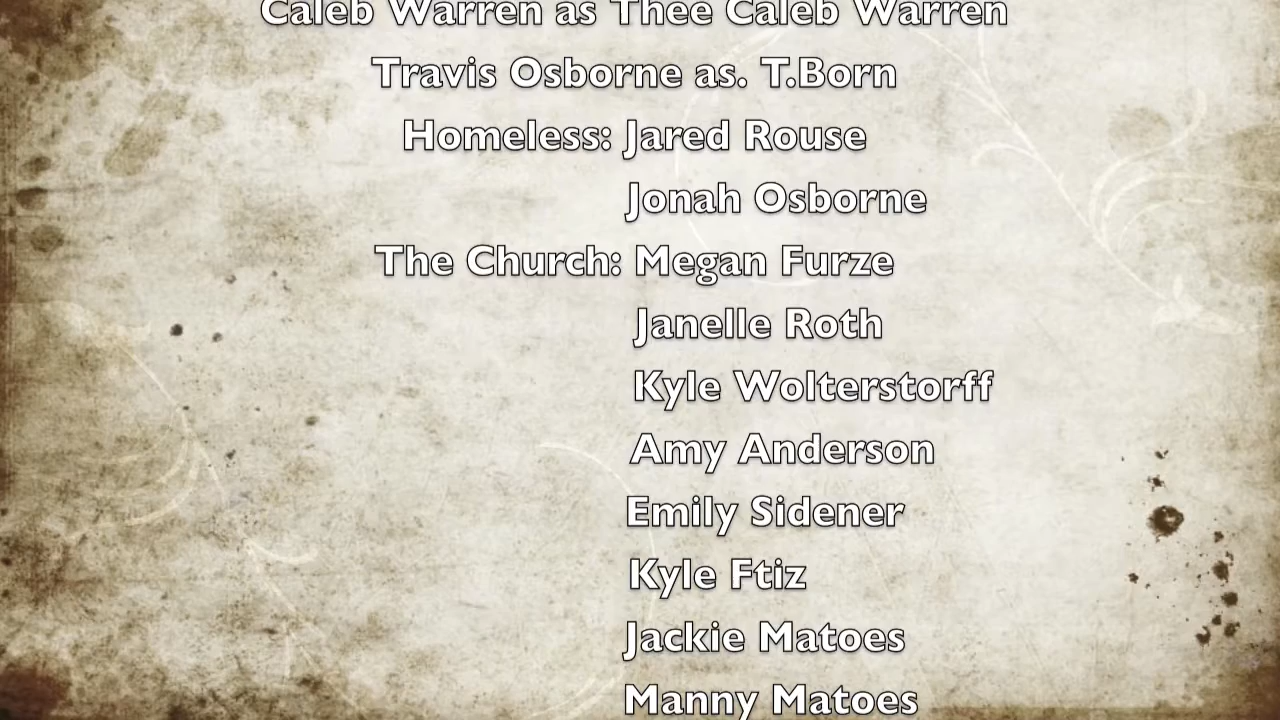 Caleb Warren as Thee Caleb Warren
Travis Osborne as. T.Born
Homeless: Jared Rouse
Jonah Osborne
The Church: Megan Furze
Janelle Roth
Kyle Wolterstorff
Amy Anderson
Emily Sidener
Kyle Ftiz
Jackie Matoes
Manny Matoes